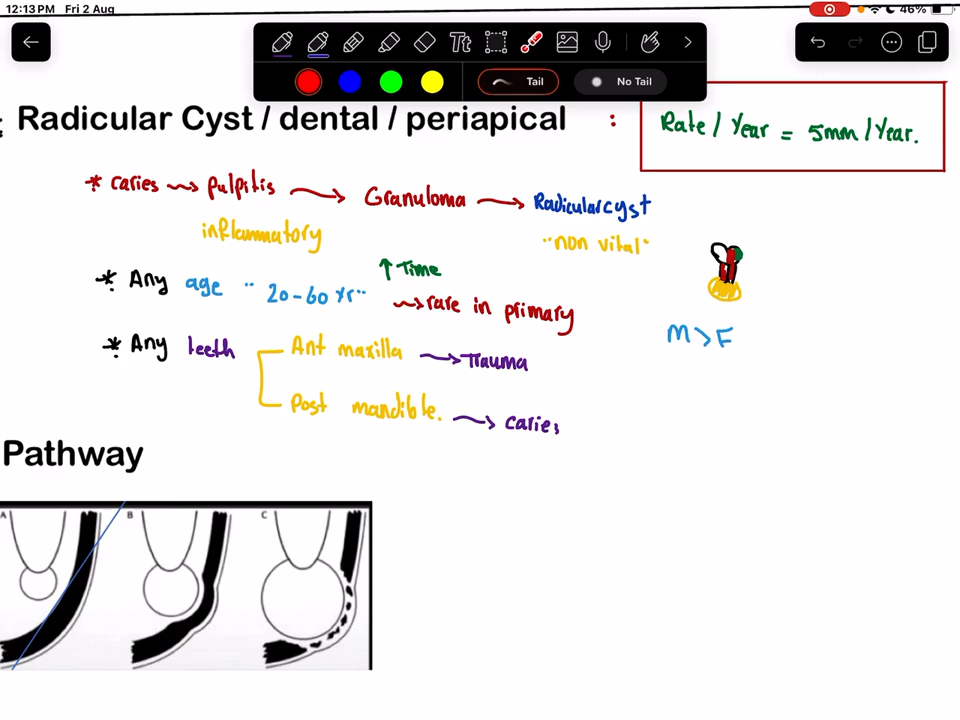 12:13 PM Fri 2 Aug
46%
Tt
Tail
No Tail
: Radicular Cyst / dental / periapical :
Rate / Year = 5mm / Year.
* caries → pulpitis → Granuloma → Radicular cyst
inflammatory
"non vital"
* Any age " 20-60 yr "
↑ Time
→ rare in primary
M > F
* Any teeth
Ant maxilla → Trauma
Post mandible. → caries
Pathway
A B C